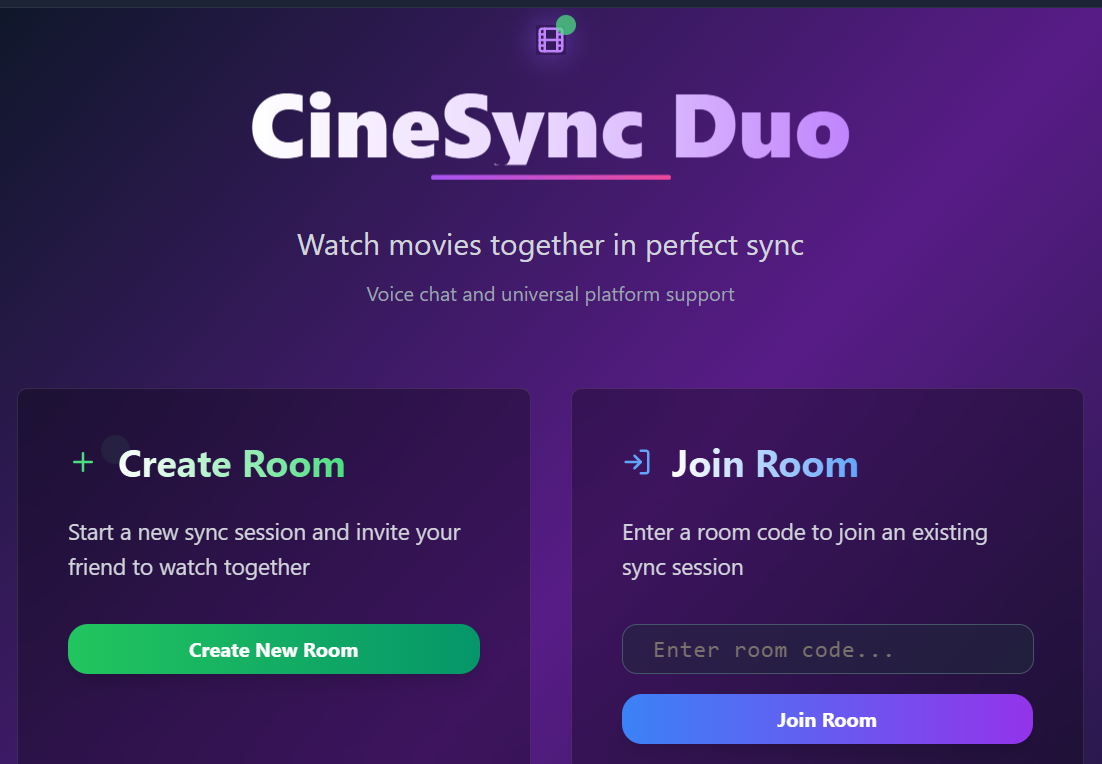 CineSync Duo
Watch movies together in perfect sync
Voice chat and universal platform support
Create Room
Start a new sync session and invite your
friend to watch together
Create New Room
Join Room
Enter a room code to join an existing
sync session
Enter room code...
Join Room